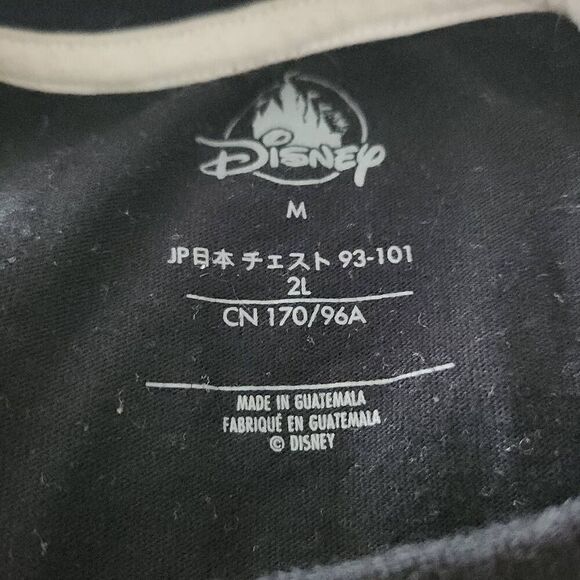 Disney
M
JP日本 チェスト 93-101
2L
CN 170/96A
MADE IN GUATEMALA
FABRIQUÉ EN GUATEMALA
© DISNEY